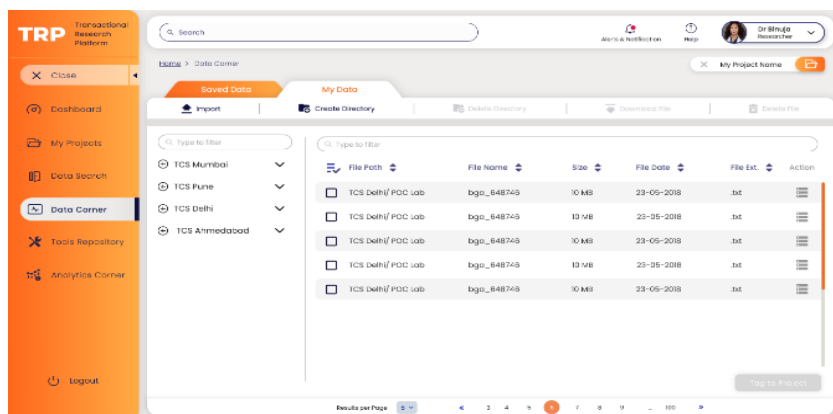 TRP
Transactional
Research
Platform
Search
Alerts & Notification
Help
Dr Binuja
Researcher
Close
Home > Data Corner
My Project Name
Saved Data
My Data
Dashboard
Import
Create Directory
Delete Directory
Download File
Delete File
My Projects
Type to filter
Type to filter
TCS Mumbai
File Path
File Name
Size
File Date
File Ext.
Action
Data Search
TCS Pune
TCS Delhi/ POC Lab
bga_648746
10 MB
23-05-2018
.txt
Data Corner
TCS Delhi
TCS Delhi/ POC Lab
bga_648746
10 MB
23-05-2018
.txt
TCS Ahmedabad
TCS Delhi/ POC Lab
bga_648746
10 MB
23-05-2018
.txt
Tools Repository
TCS Delhi/ POC Lab
bga_648746
10 MB
23-05-2018
.txt
Analytics Corner
TCS Delhi/ POC Lab
bga_648746
10 MB
23-05-2018
.txt
Logout
Tag to Project
Results per Page
5
« 3 4 5 6 7 8 9 ... 100 »